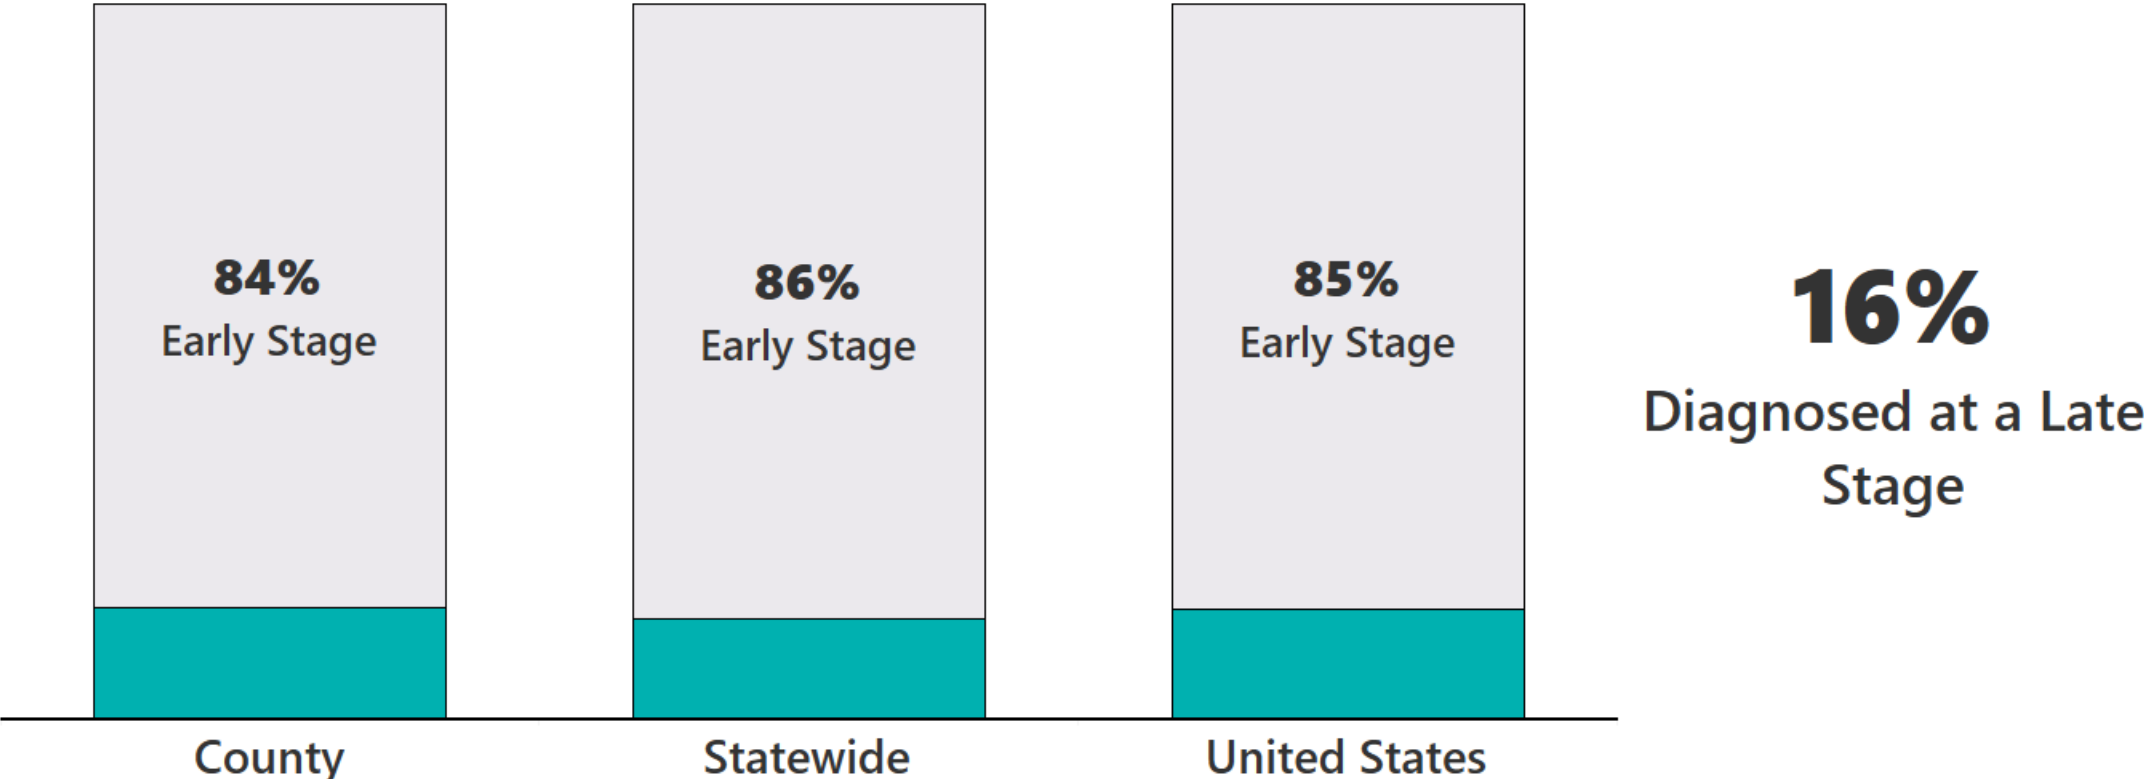 84%
Early Stage
86%
Early Stage
85%
Early Stage
16%
Diagnosed at a Late
Stage
County
Statewide
United States